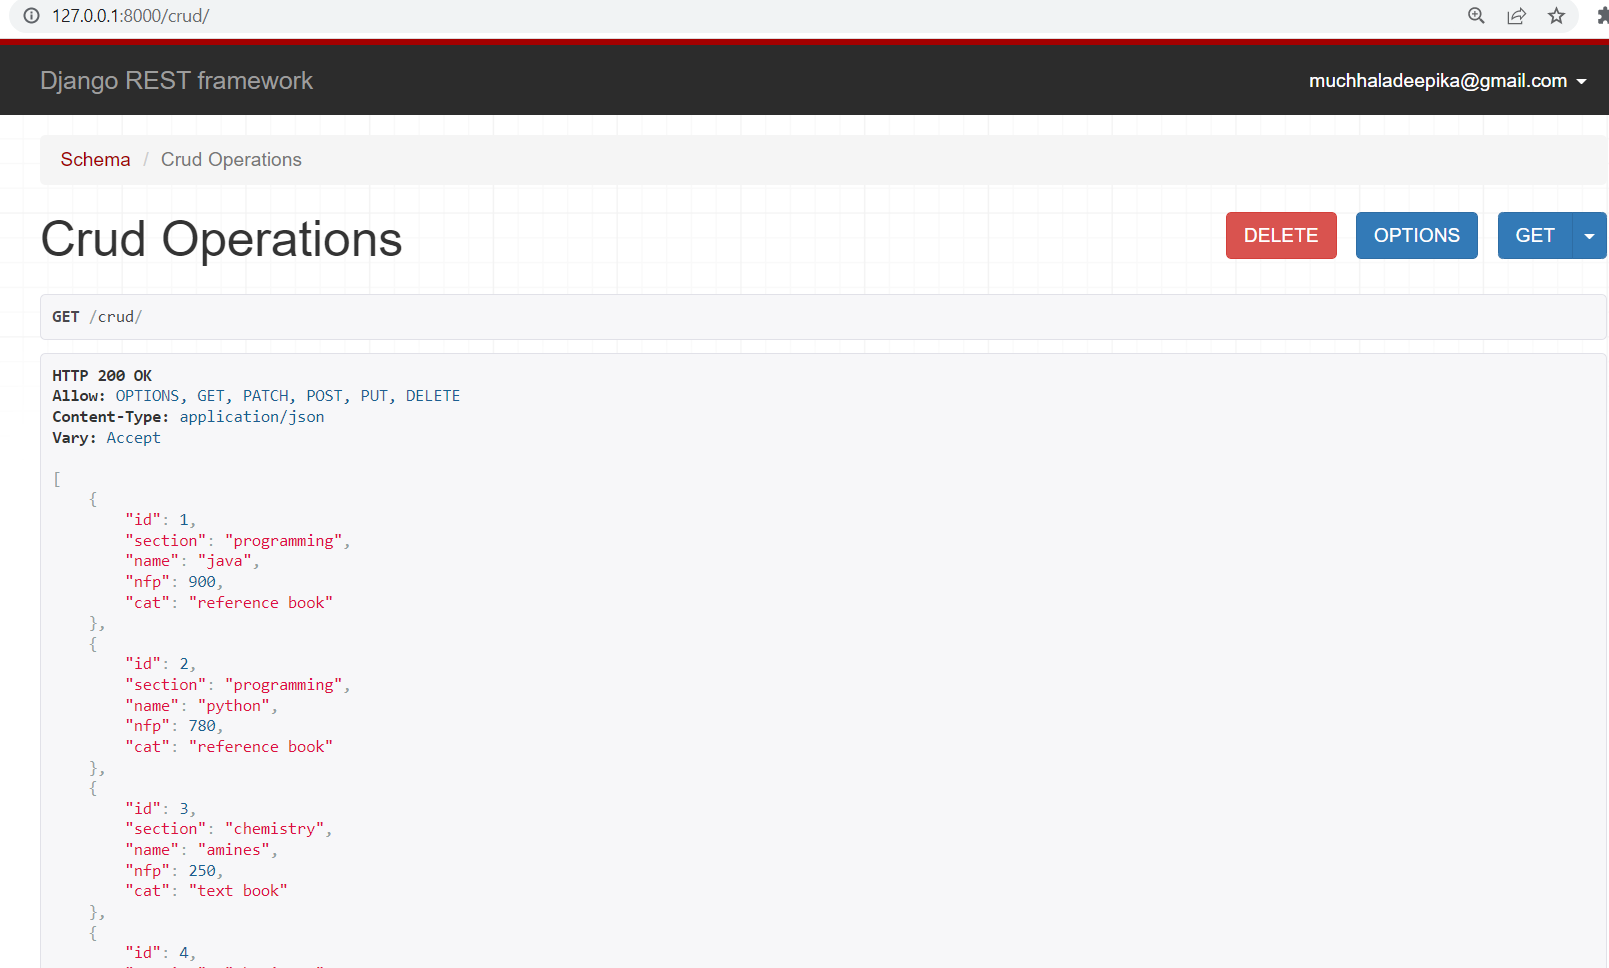 127.0.0.1:8000/crud/
Django REST framework
muchhaladeepika@gmail.com
Schema / Crud Operations
Crud Operations
DELETE
OPTIONS
GET
GET /crud/
HTTP 200 OK
Allow: OPTIONS, GET, PATCH, POST, PUT, DELETE
Content-Type: application/json
Vary: Accept
[
    {
        "id": 1,
        "section": "programming",
        "name": "java",
        "nfp": 900,
        "cat": "reference book"
    },
    {
        "id": 2,
        "section": "programming",
        "name": "python",
        "nfp": 780,
        "cat": "reference book"
    },
    {
        "id": 3,
        "section": "chemistry",
        "name": "amines",
        "nfp": 250,
        "cat": "text book"
    },
    {
        "id": 4,